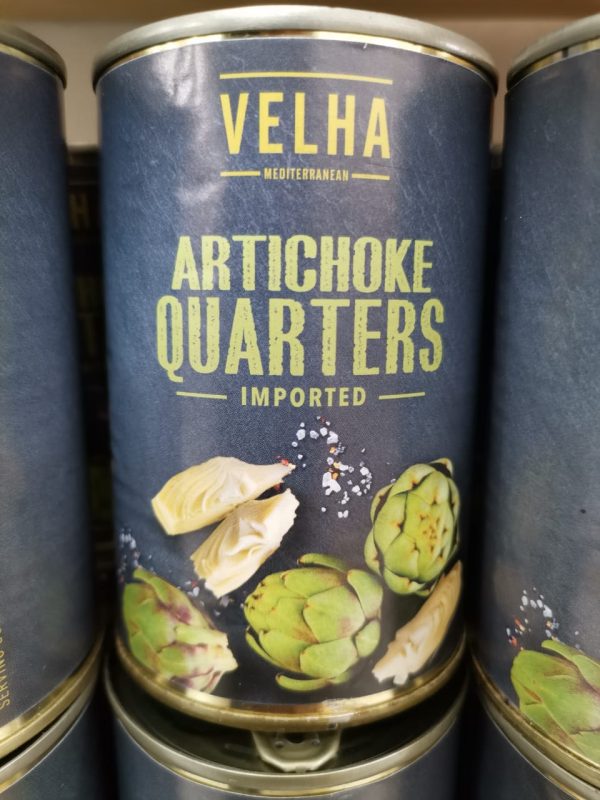 VELHA
MEDITERRANEAN
ARTICHOKE
QUARTERS
IMPORTED